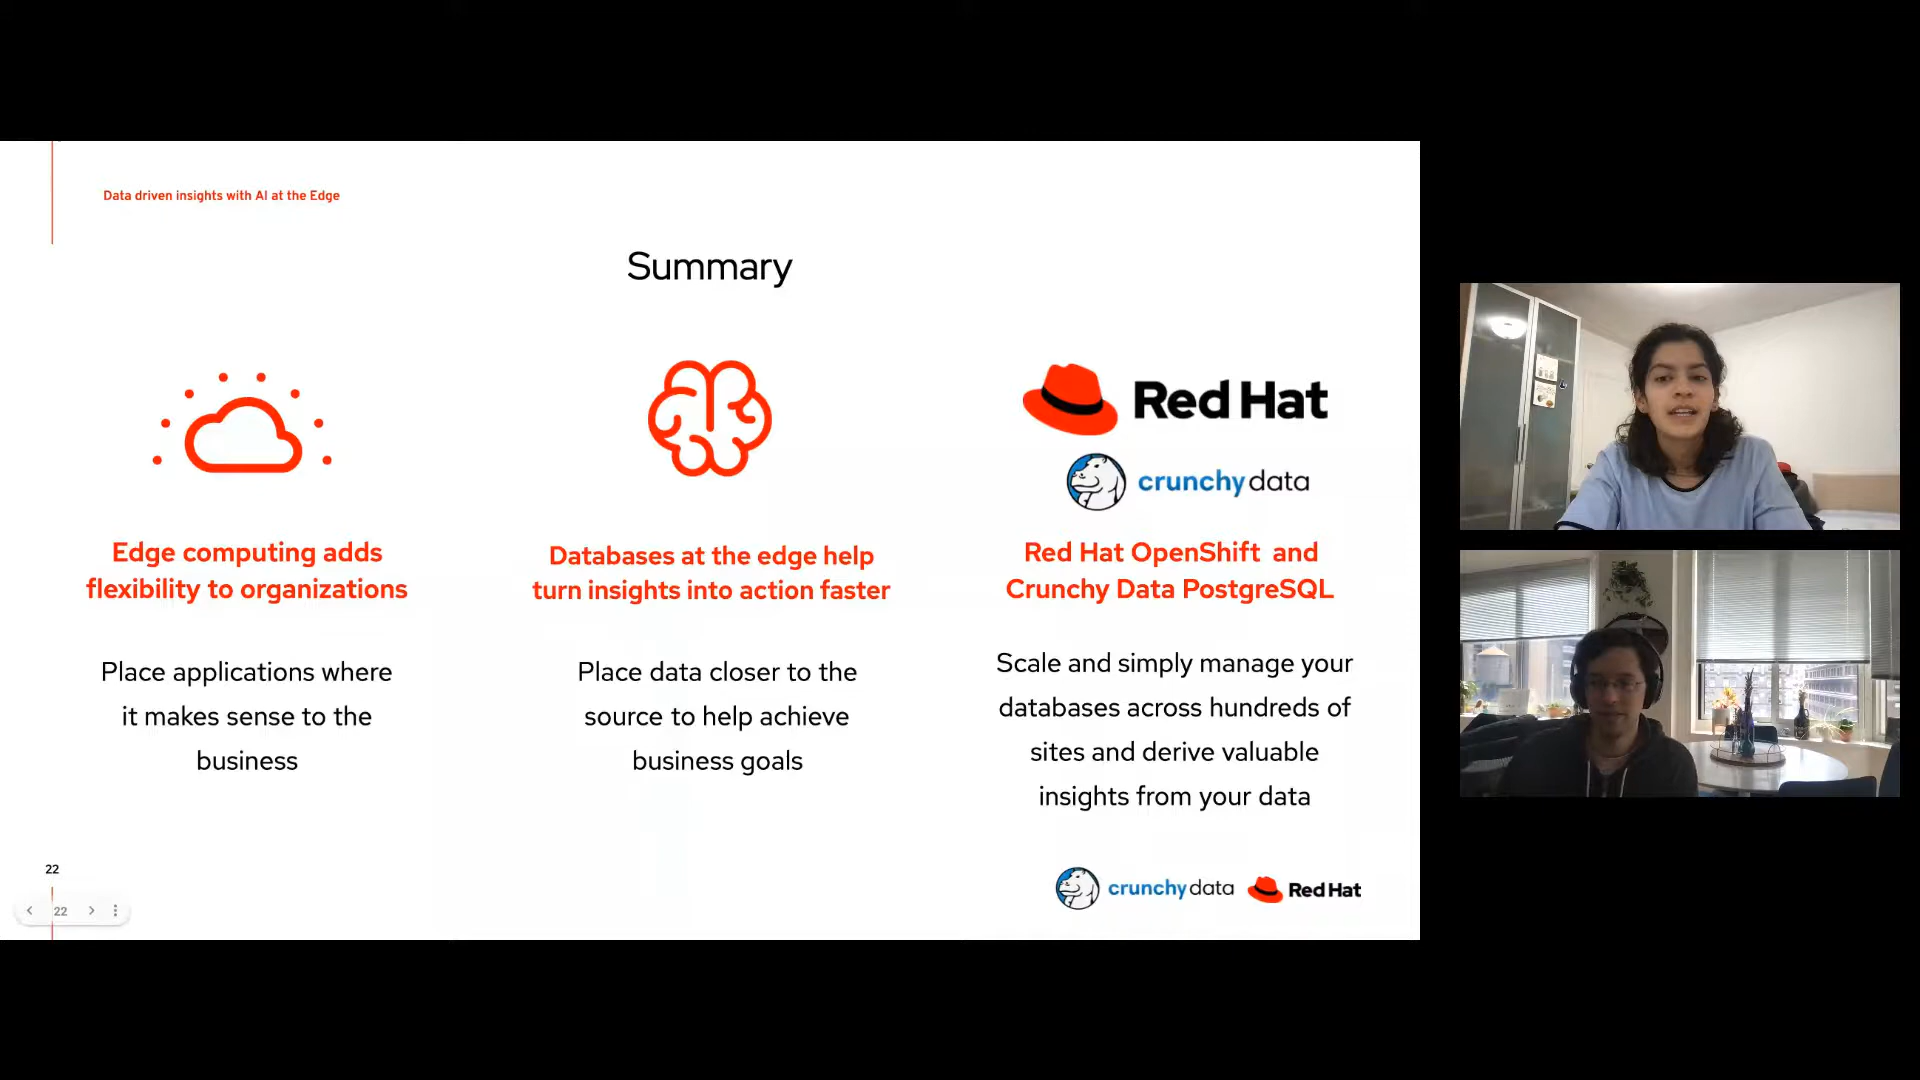 Data driven insights with AI at the Edge
Summary
Edge computing adds
flexibility to organizations
Place applications where
it makes sense to the
business
Databases at the edge help
turn insights into action faster
Place data closer to the
source to help achieve
business goals
Red Hat
crunchy data
Red Hat OpenShift and
Crunchy Data PostgreSQL
Scale and simply manage your
databases across hundreds of
sites and derive valuable
insights from your data
22
22
crunchy data
Red Hat